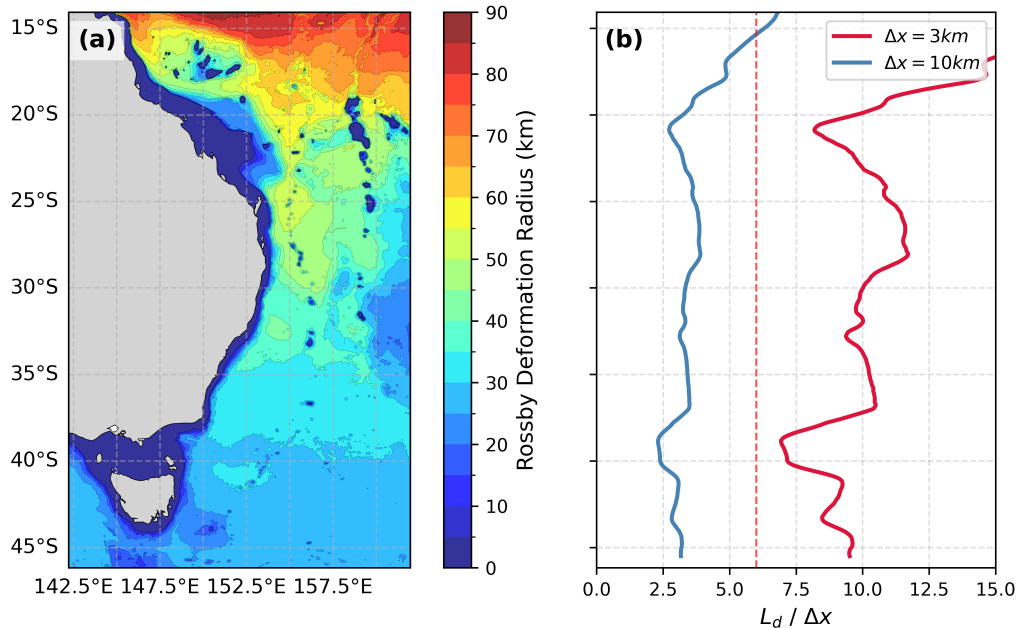 (a)
15°S
20°S
25°S
30°S
35°S
40°S
45°S
142.5°E 147.5°E 152.5°E 157.5°E
90
80
70
60
50
40
30
20
10
0
Rossby Deformation Radius (km)
(b)
Δx = 3km
Δx = 10km
0.0 2.5 5.0 7.5 10.0 12.5 15.0
L_d / Δx